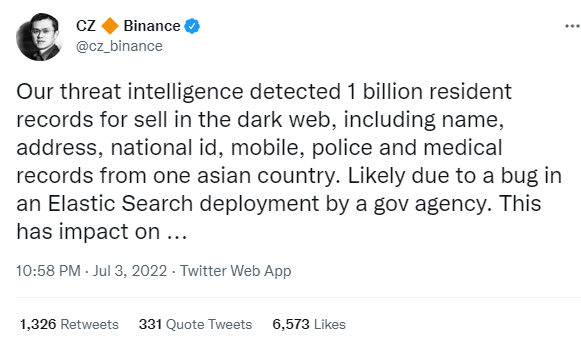 CZ 🔶 Binance
@cz_binance
Our threat intelligence detected 1 billion resident
records for sell in the dark web, including name,
address, national id, mobile, police and medical
records from one asian country. Likely due to a bug in
an Elastic Search deployment by a gov agency. This
has impact on ...
10:58 PM · Jul 3, 2022 · Twitter Web App
1,326 Retweets 331 Quote Tweets 6,573 Likes